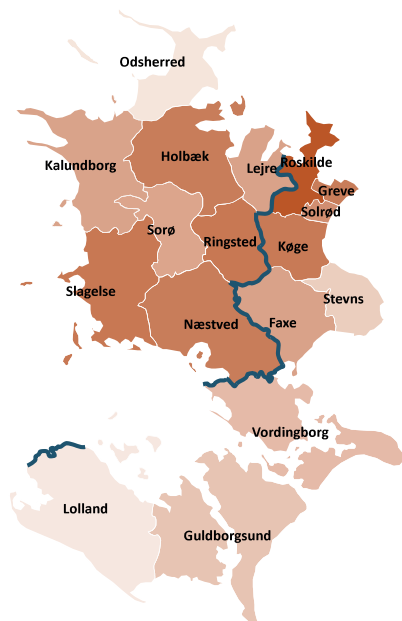 Odsherred
Holbæk
Kalundborg
Lejre
Roskilde
Greve
Solrød
Sorø
Ringsted
Køge
Slagelse
Stevns
Næstved
Faxe
Vordingborg
Lolland
Guldborgsund